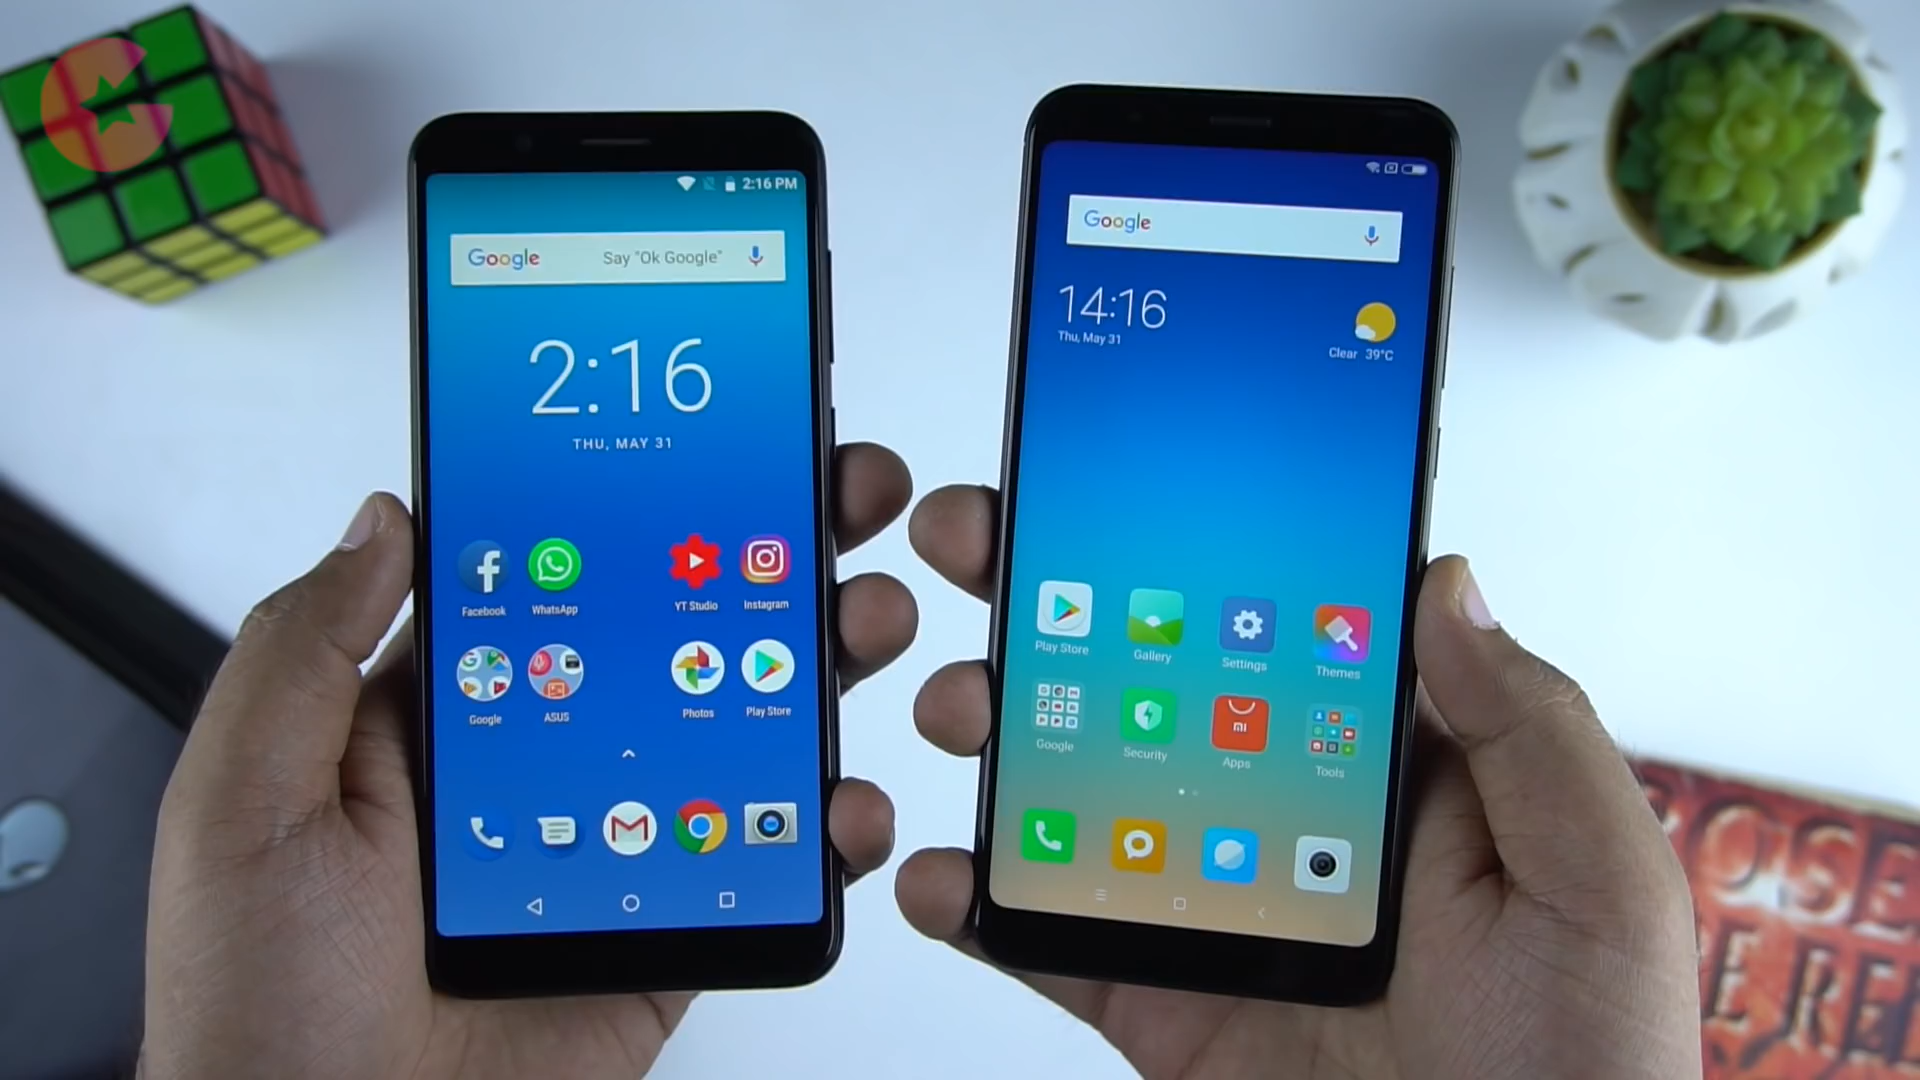 2:16 PM
Google Say "Ok Google"
2:16
THU, MAY 31
Facebook WhatsApp YT Studio Instagram
Google ASUS Photos Play Store
Google
14:16
Thu, May 31
Clear 39°C
Play Store Gallery Settings Themes
Google Security Apps Tools
mi